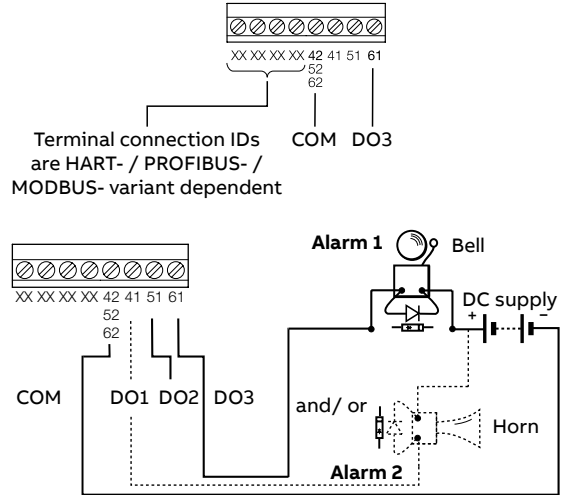 XX XX XX XX 42 41 51 61
52
62
Terminal connection IDs
are HART- / PROFIBUS- /
MODBUS- variant dependent
COM DO3
Alarm 1 Bell
DC supply
+ –
XX XX XX XX 42 41 51 61
52
62
COM DO1 DO2 DO3
and/ or
Horn
Alarm 2